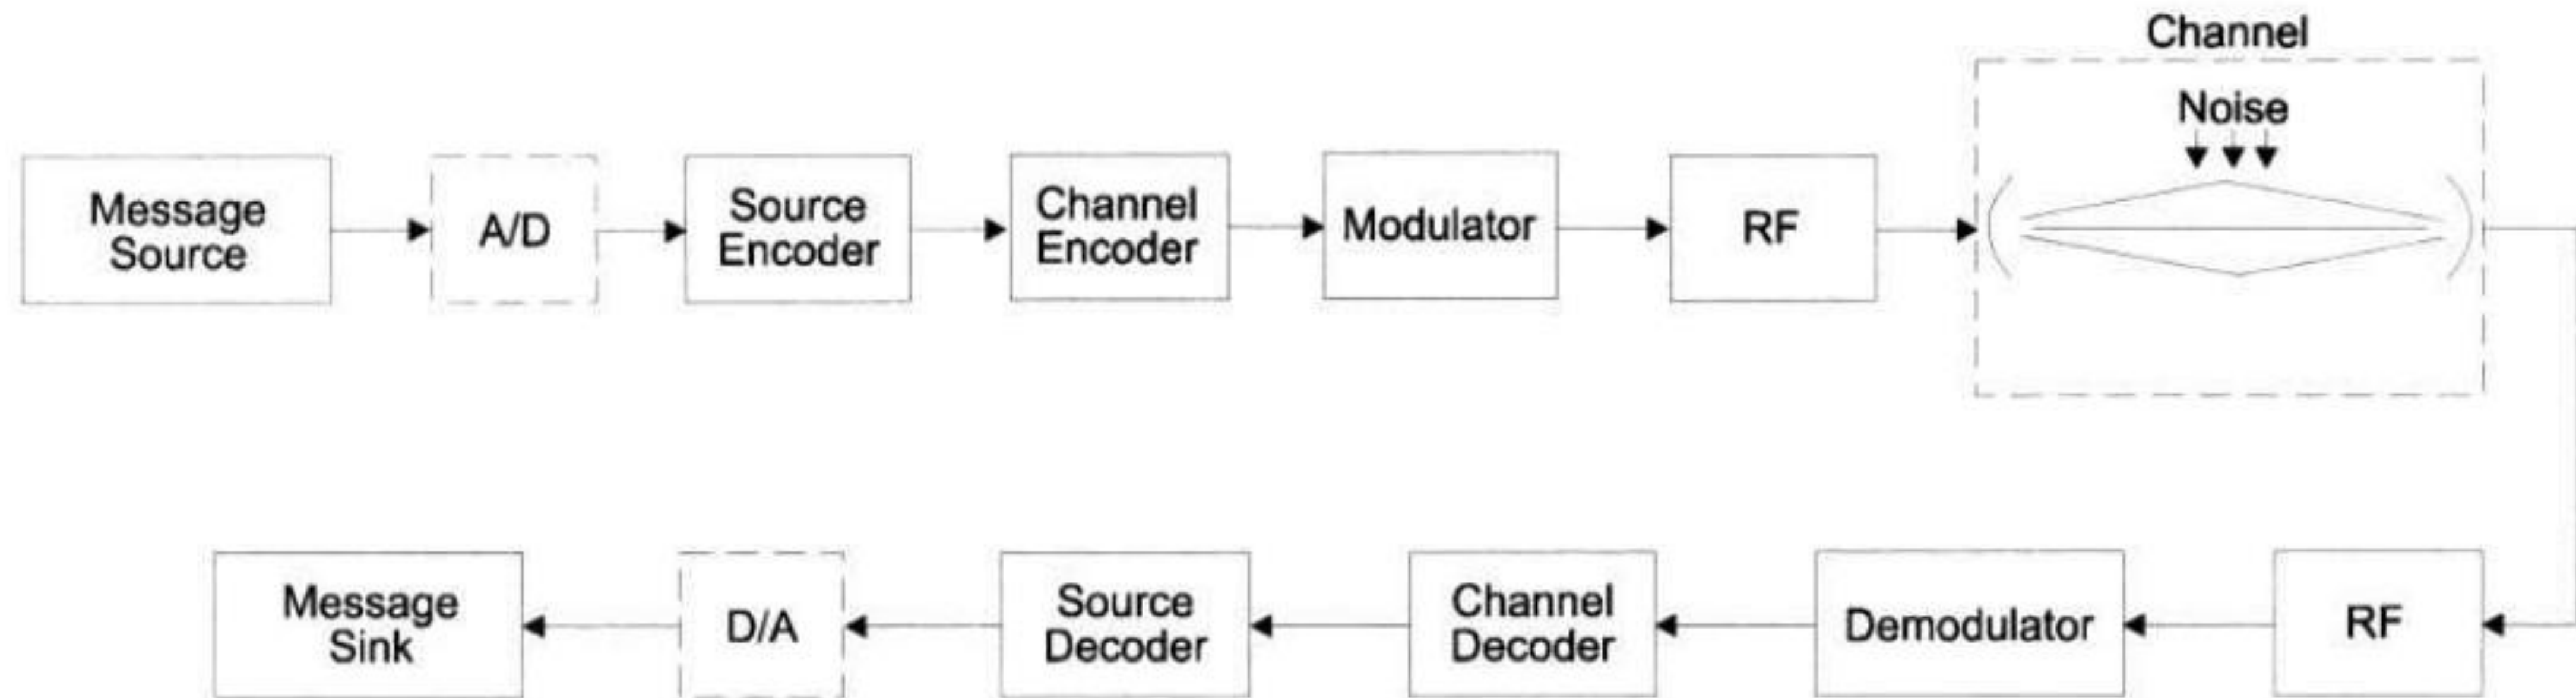 Channel
Noise
Message
Source
A/D
Source
Encoder
Channel
Encoder
Modulator
RF
Message
Sink
D/A
Source
Decoder
Channel
Decoder
Demodulator
RF